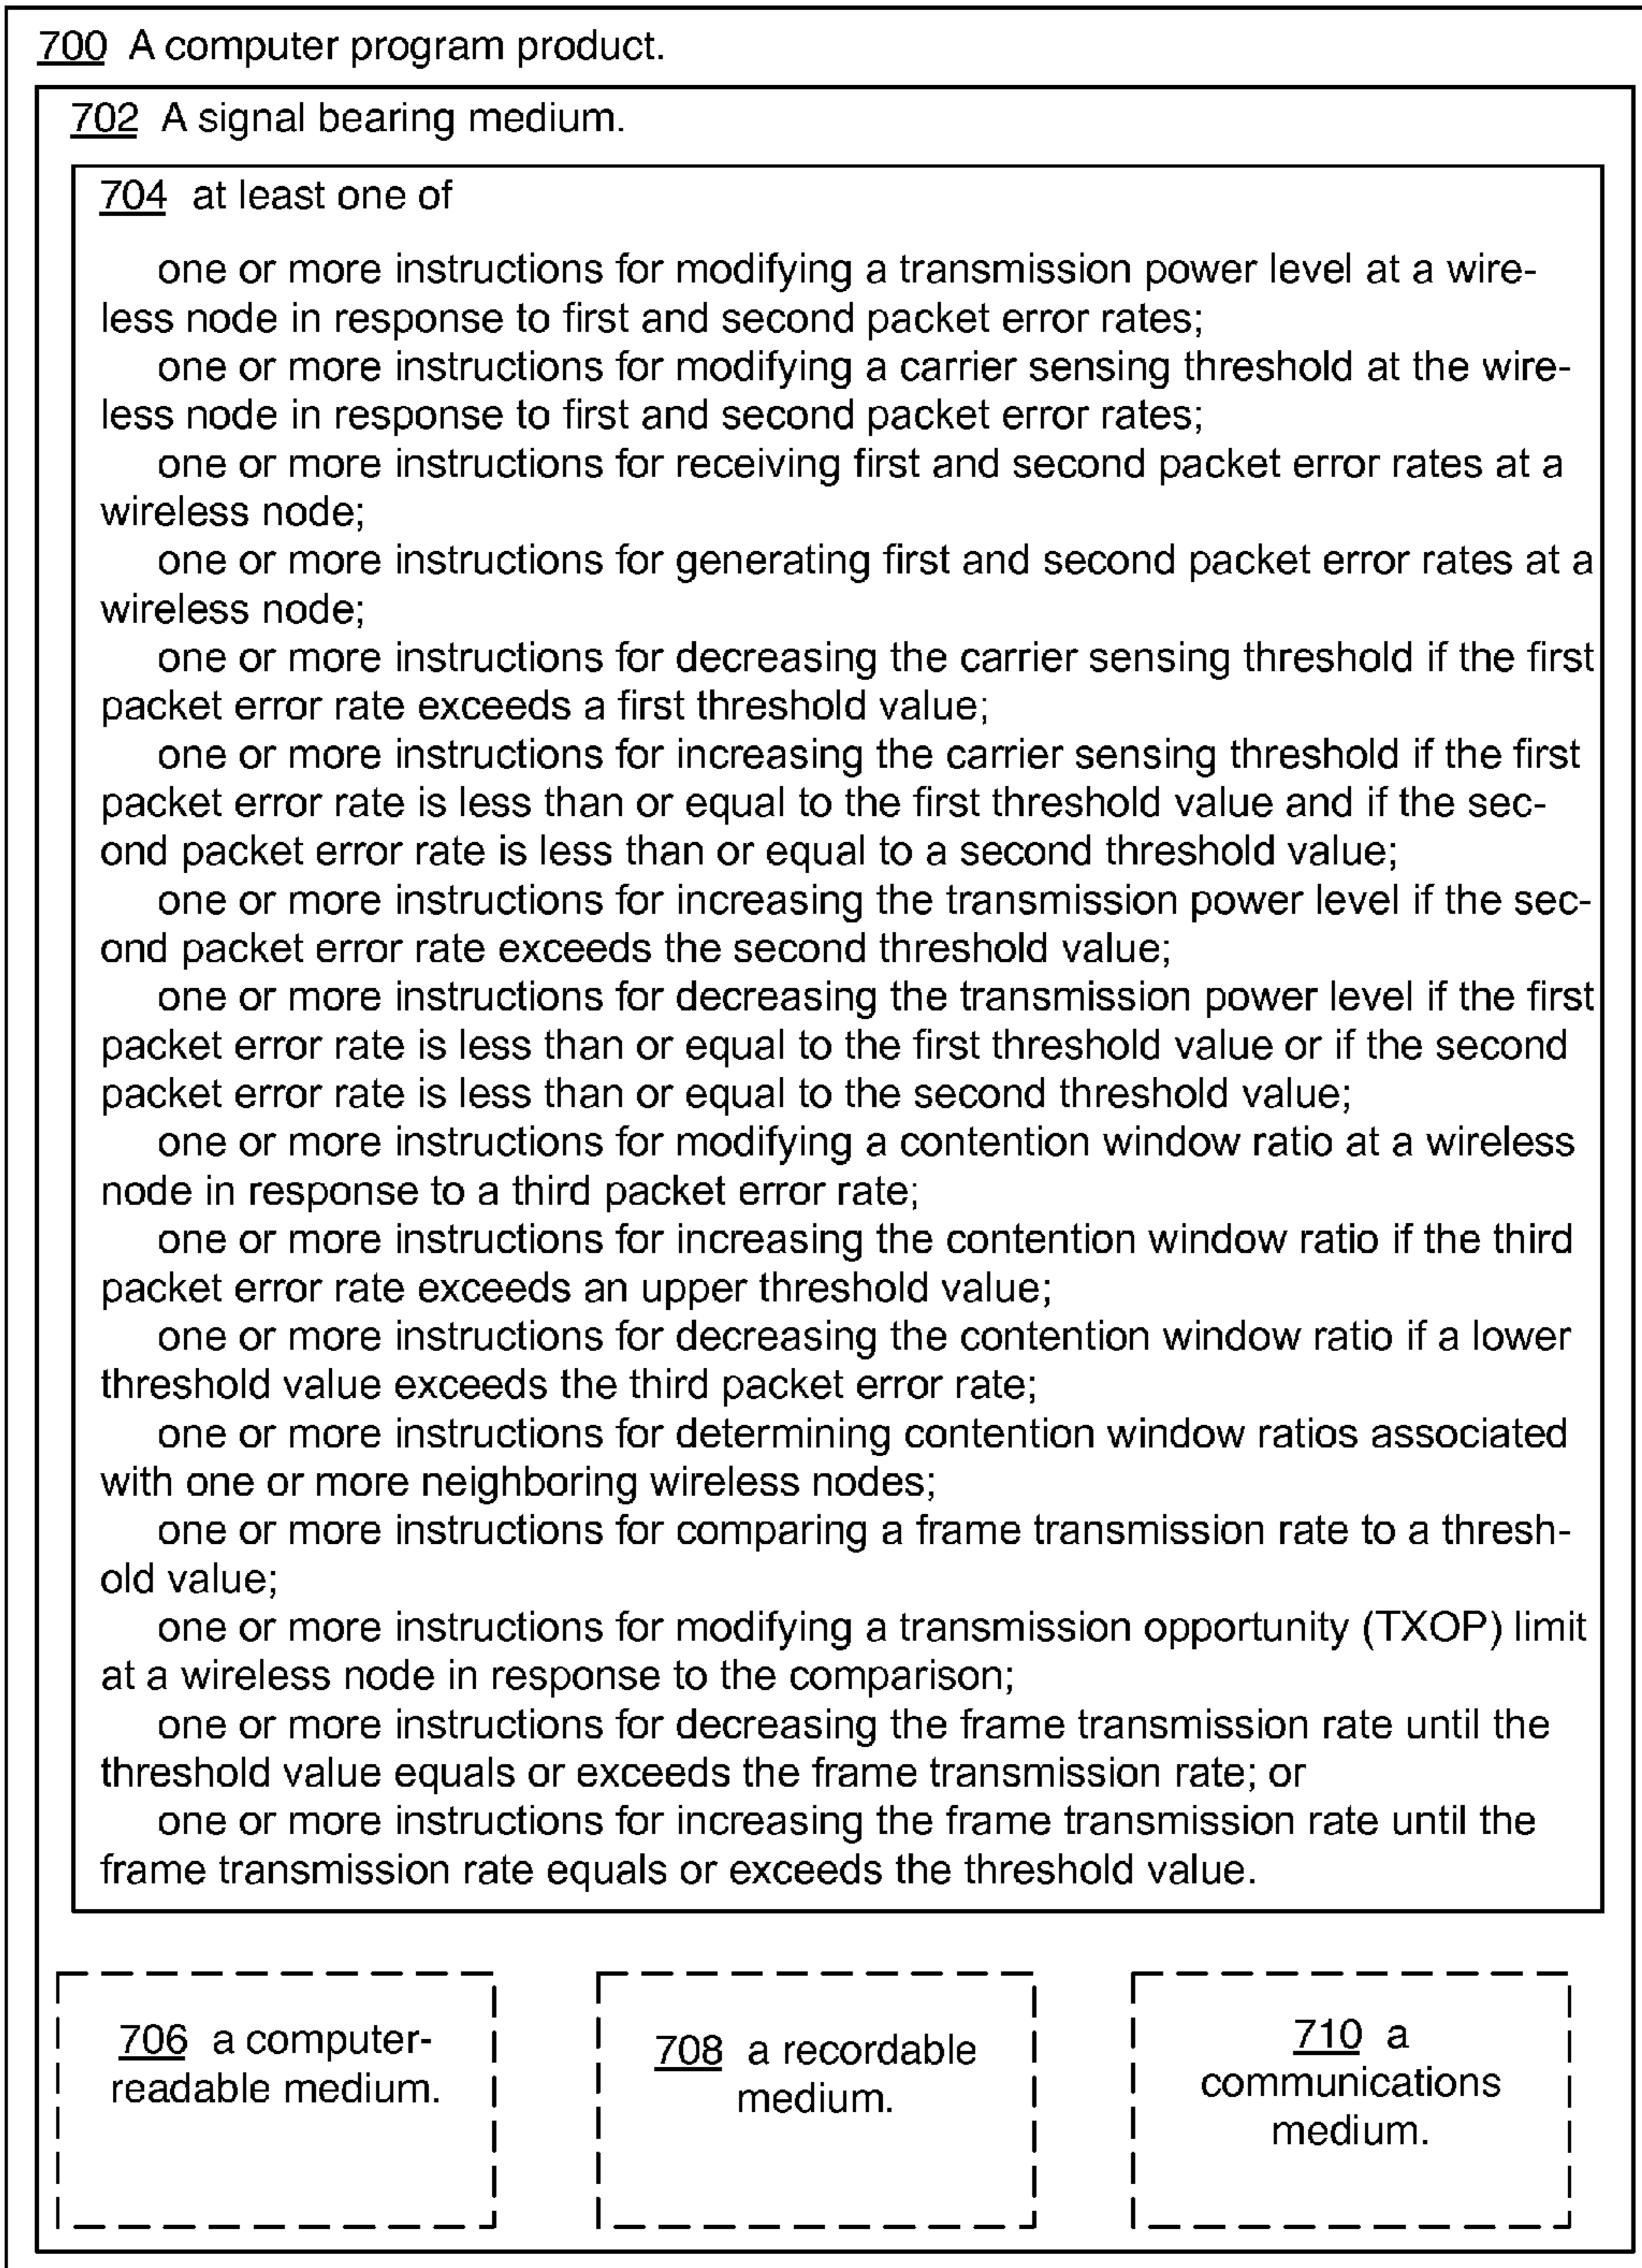 700 A computer program product.
702 A signal bearing medium.
704 at least one of
one or more instructions for modifying a transmission power level at a wire-
less node in response to first and second packet error rates;
one or more instructions for modifying a carrier sensing threshold at the wire-
less node in response to first and second packet error rates;
one or more instructions for receiving first and second packet error rates at a
wireless node;
one or more instructions for generating first and second packet error rates at a
wireless node;
one or more instructions for decreasing the carrier sensing threshold if the first
packet error rate exceeds a first threshold value;
one or more instructions for increasing the carrier sensing threshold if the first
packet error rate is less than or equal to the first threshold value and if the sec-
ond packet error rate is less than or equal to a second threshold value;
one or more instructions for increasing the transmission power level if the sec-
ond packet error rate exceeds the second threshold value;
one or more instructions for decreasing the transmission power level if the first
packet error rate is less than or equal to the first threshold value or if the second
packet error rate is less than or equal to the second threshold value;
one or more instructions for modifying a contention window ratio at a wireless
node in response to a third packet error rate;
one or more instructions for increasing the contention window ratio if the third
packet error rate exceeds an upper threshold value;
one or more instructions for decreasing the contention window ratio if a lower
threshold value exceeds the third packet error rate;
one or more instructions for determining contention window ratios associated
with one or more neighboring wireless nodes;
one or more instructions for comparing a frame transmission rate to a thresh-
old value;
one or more instructions for modifying a transmission opportunity (TXOP) limit
at a wireless node in response to the comparison;
one or more instructions for decreasing the frame transmission rate until the
threshold value equals or exceeds the frame transmission rate; or
one or more instructions for increasing the frame transmission rate until the
frame transmission rate equals or exceeds the threshold value.
706 a computer-
readable medium.
708 a recordable
medium.
710 a
communications
medium.